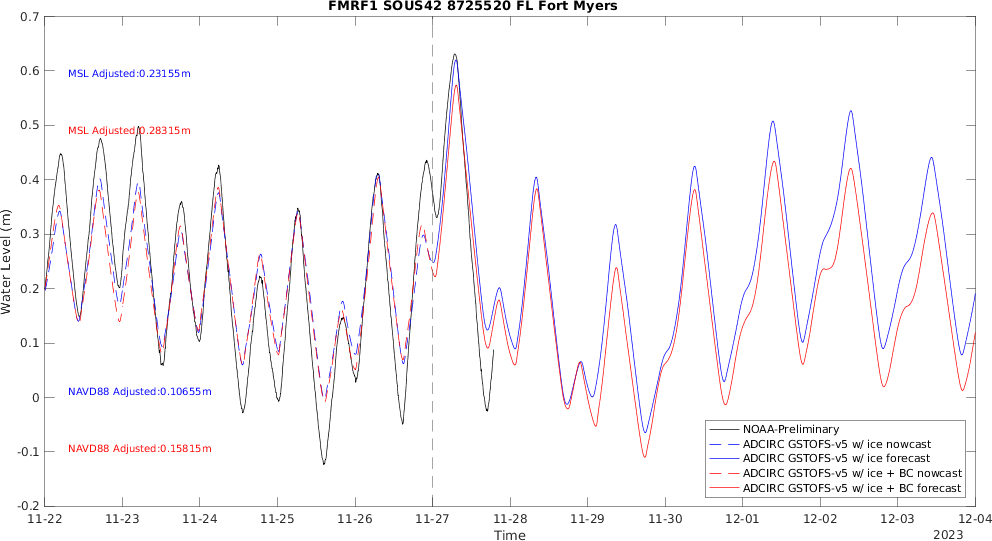 FMRF1 SOUS42 8725520 FL Fort Myers
0.7
0.6
0.5
0.4
0.3
0.2
0.1
0
-0.1
-0.2
Water Level (m)
MSL Adjusted:0.23155m
MSL Adjusted:0.28315m
NAVD88 Adjusted:0.10655m
NAVD88 Adjusted:0.15815m
NOAA-Preliminary
ADCIRC GSTOFS-v5 w/ ice nowcast
ADCIRC GSTOFS-v5 w/ ice forecast
ADCIRC GSTOFS-v5 w/ ice + BC nowcast
ADCIRC GSTOFS-v5 w/ ice + BC forecast
11-22 11-23 11-24 11-25 11-26 11-27 11-28 11-29 11-30 12-01 12-02 12-03 12-04
Time
2023